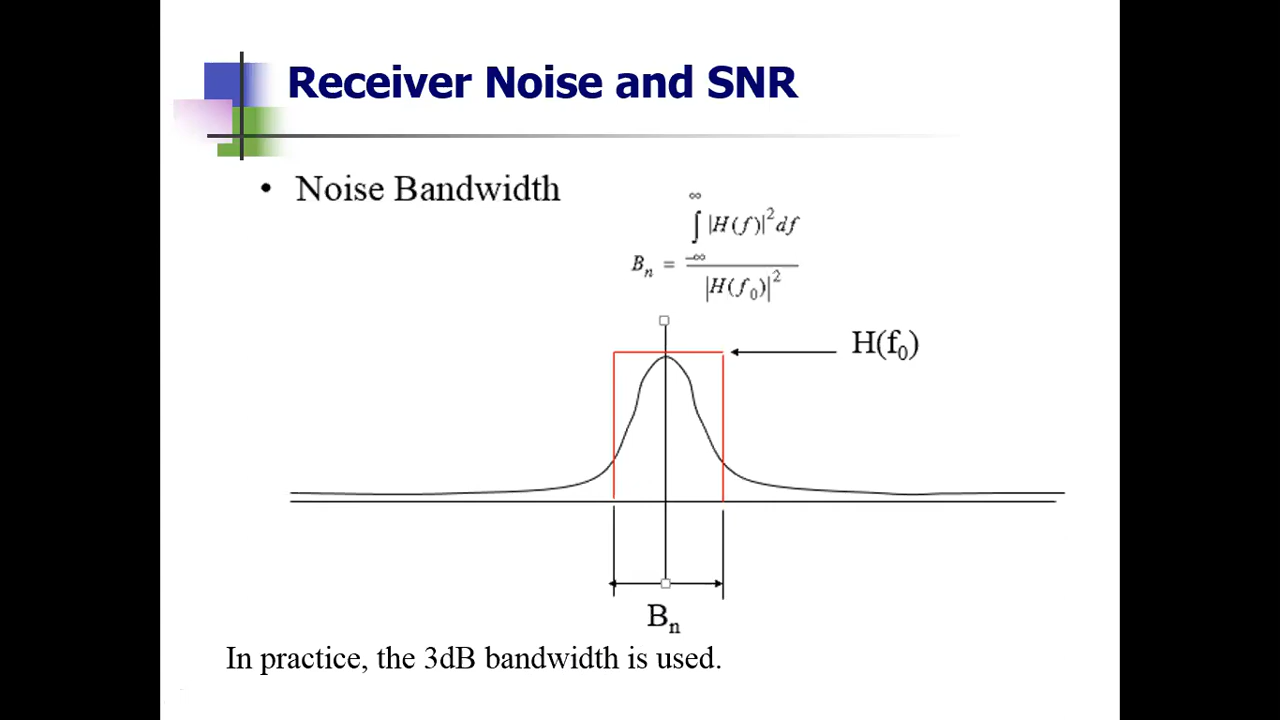 Receiver Noise and SNR
• Noise Bandwidth
Bₙ = ∫_{-∞}^{∞} |H(f)|² df / |H(f₀)|²
H(f₀)
Bₙ
In practice, the 3dB bandwidth is used.